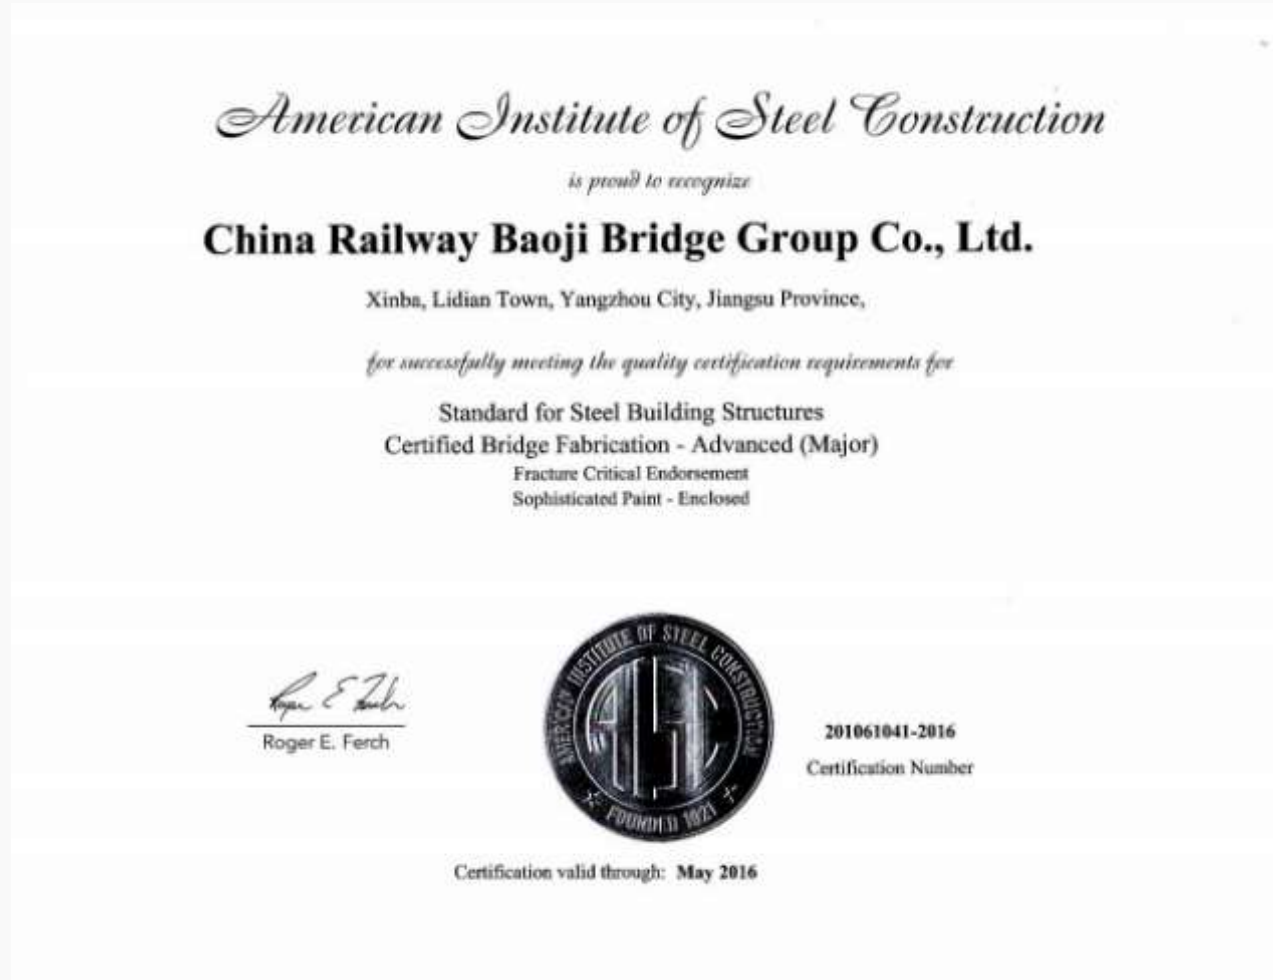 American Institute of Steel Construction
is proud to recognize
China Railway Baoji Bridge Group Co., Ltd.
Xinba, Lidian Town, Yangzhou City, Jiangsu Province,
for successfully meeting the quality certification requirements for
Standard for Steel Building Structures
Certified Bridge Fabrication - Advanced (Major)
Fracture Critical Endorsement
Sophisticated Paint - Enclosed
AMERICAN INSTITUTE OF STEEL CONSTRUCTION
AISC
FOUNDED 1921
Roger E. Ferch
Roger E. Ferch
201061041-2016
Certification Number
Certification valid through: May 2016